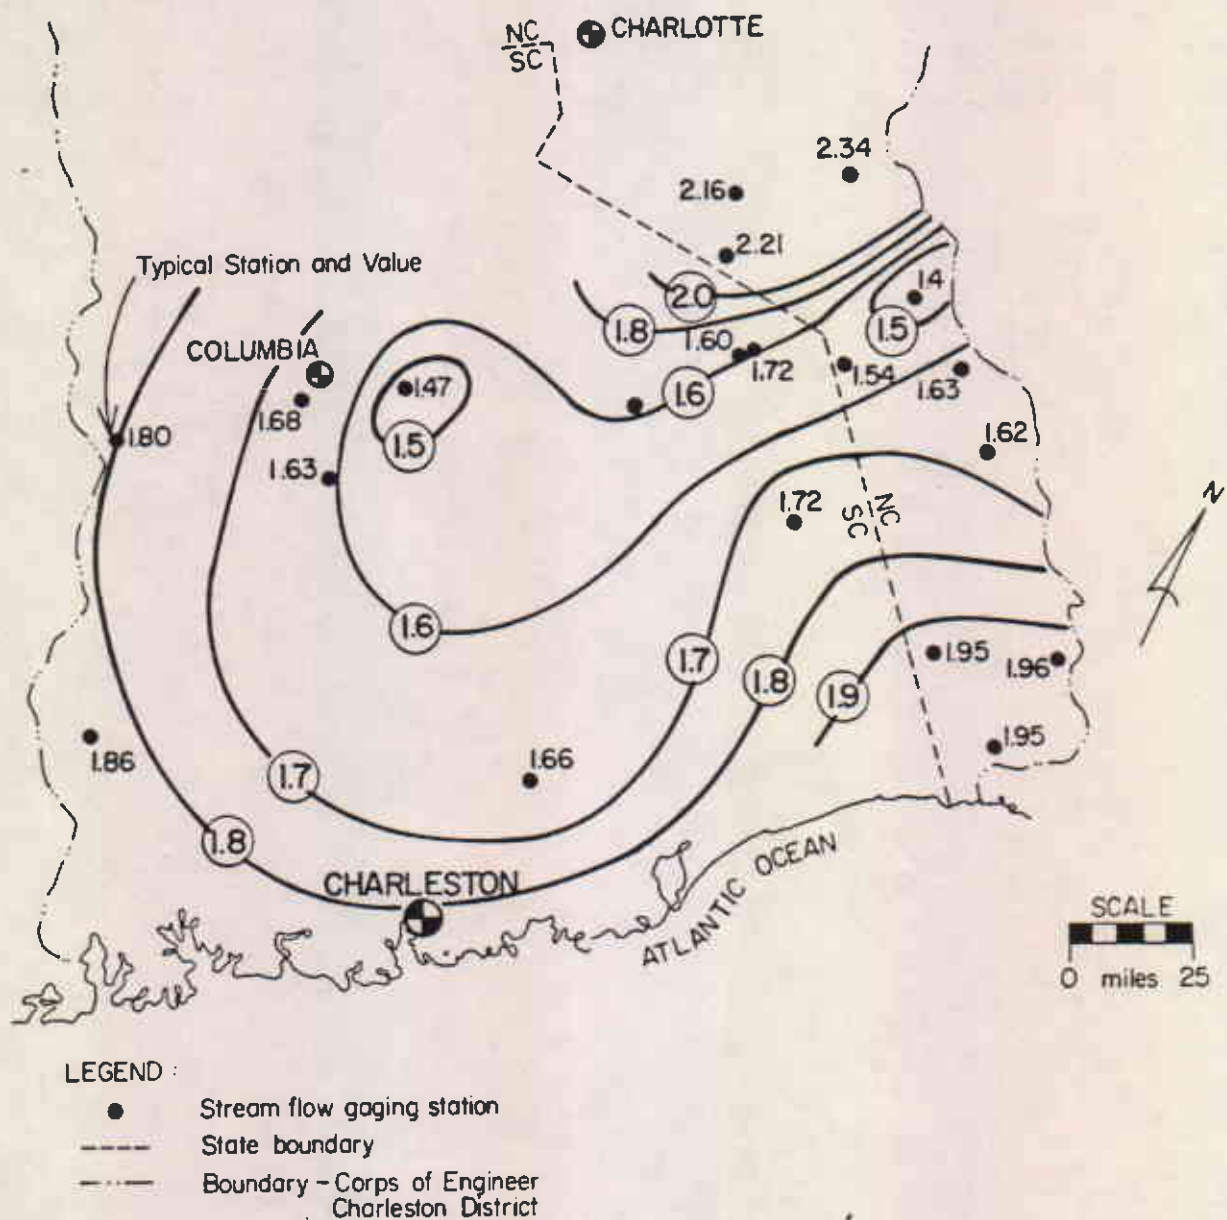 NC
SC
CHARLOTTE
2.34
2.16
2.21
Typical Station and Value
2.0
1.4
1.8
1.5
COLUMBIA
1.60
1.72
1.54
1.63
1.47
1.6
1.68
1.80
1.5
1.62
1.63
1.72
NC
SC
N
1.6
1.7
1.8
1.9
1.95
1.96
1.86
1.66
1.95
1.7
1.8
CHARLESTON
ATLANTIC OCEAN
SCALE
0 miles 25
LEGEND :
Stream flow gaging station
State boundary
Boundary - Corps of Engineer
Charleston District